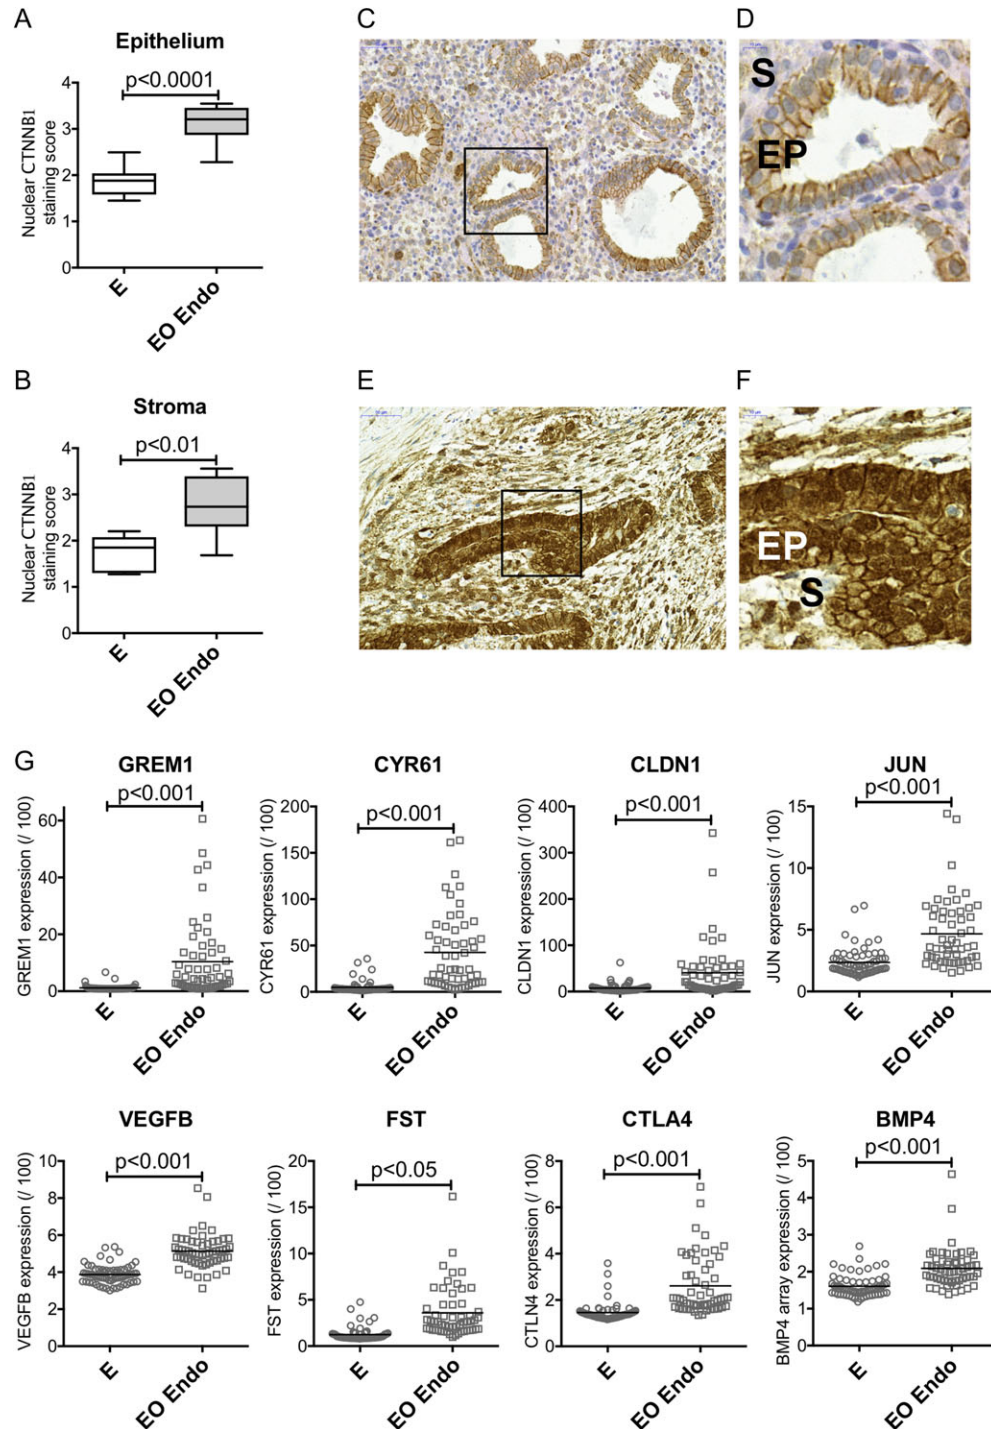 A
Epithelium
p<0.0001
Nuclear CTNNB1
staining score
4
3
2
1
0
E
EO Endo
C
D
S
EP
B
Stroma
p<0.01
Nuclear CTNNB1
staining score
4
3
2
1
0
E
EO Endo
E
F
EP
S
G
GREM1
p<0.001
GREM1 expression (/ 100)
60
40
20
10
0
E
EO Endo
CYR61
p<0.001
CYR61 expression (/ 100)
200
150
100
50
0
E
EO Endo
CLDN1
p<0.001
CLDN1 expression (/ 100)
400
300
200
100
0
E
EO Endo
JUN
p<0.001
JUN expression (/ 100)
15
10
5
0
E
EO Endo
VEGFB
p<0.001
VEGFB expression (/ 100)
10
8
6
4
2
0
E
EO Endo
FST
p<0.05
FST expression (/ 100)
20
15
10
5
0
E
EO Endo
CTLA4
p<0.001
CTLN4 expression (/ 100)
8
6
4
2
0
E
EO Endo
BMP4
p<0.001
BMP4 array expression (/ 100)
5
4
3
2
1
0
E
EO Endo